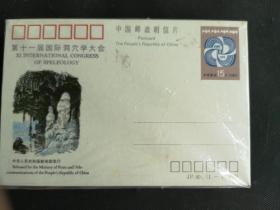 中国邮政明信片
Postcard
The People's Republic of China
第十一届国际洞穴学大会
XI INTERNATIONAL CONGRESS
OF SPELEOLOGY
15
中华人民共和国邮电部发行
Released by the Ministry of Posts and Tele-
communications of the People's Republic of China